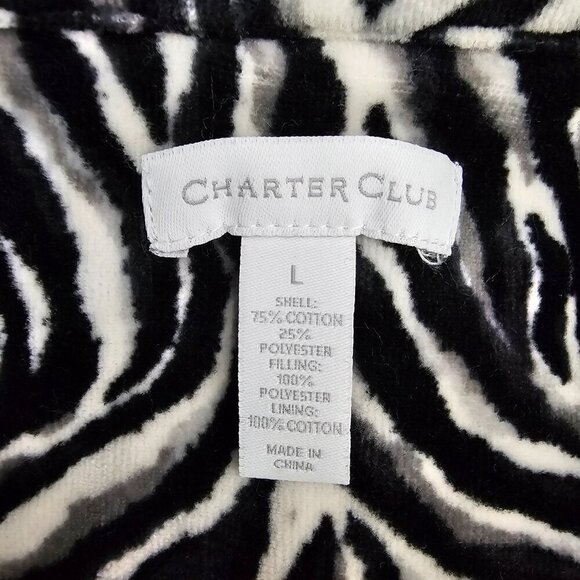 CHARTER CLUB
L
SHELL:
75% COTTON
25%
POLYESTER
FILLING:
100%
POLYESTER
LINING:
100% COTTON
MADE IN
CHINA